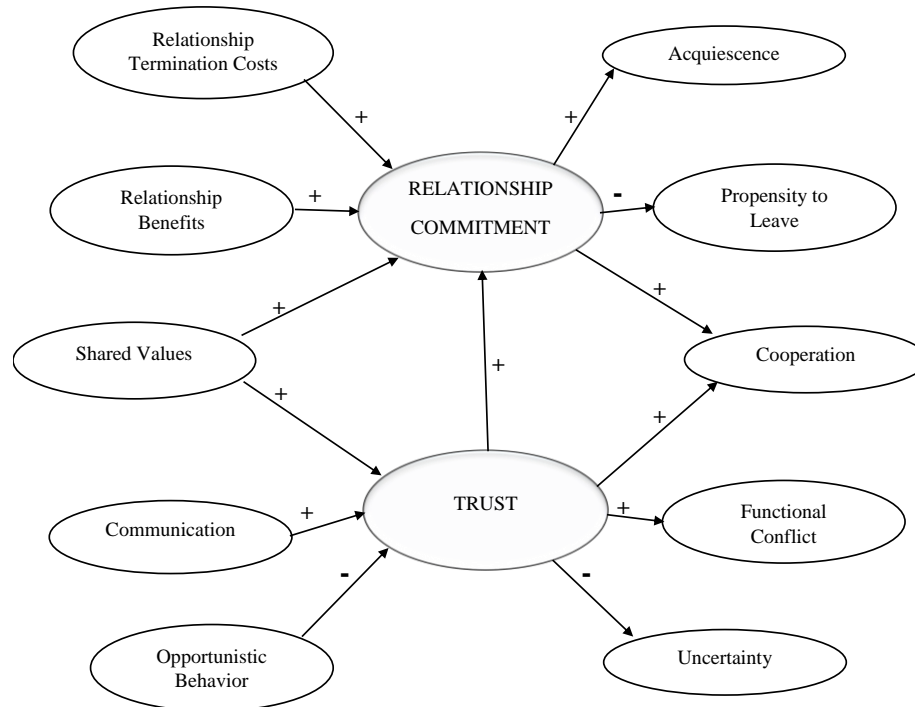 Relationship
Termination Costs
Acquiescence
+
+
RELATIONSHIP
COMMITMENT
Relationship
Benefits
+
-
Propensity to
Leave
+
+
Shared Values
Cooperation
+
+
+
TRUST
Communication
+
+
Functional
Conflict
-
-
Opportunistic
Behavior
Uncertainty